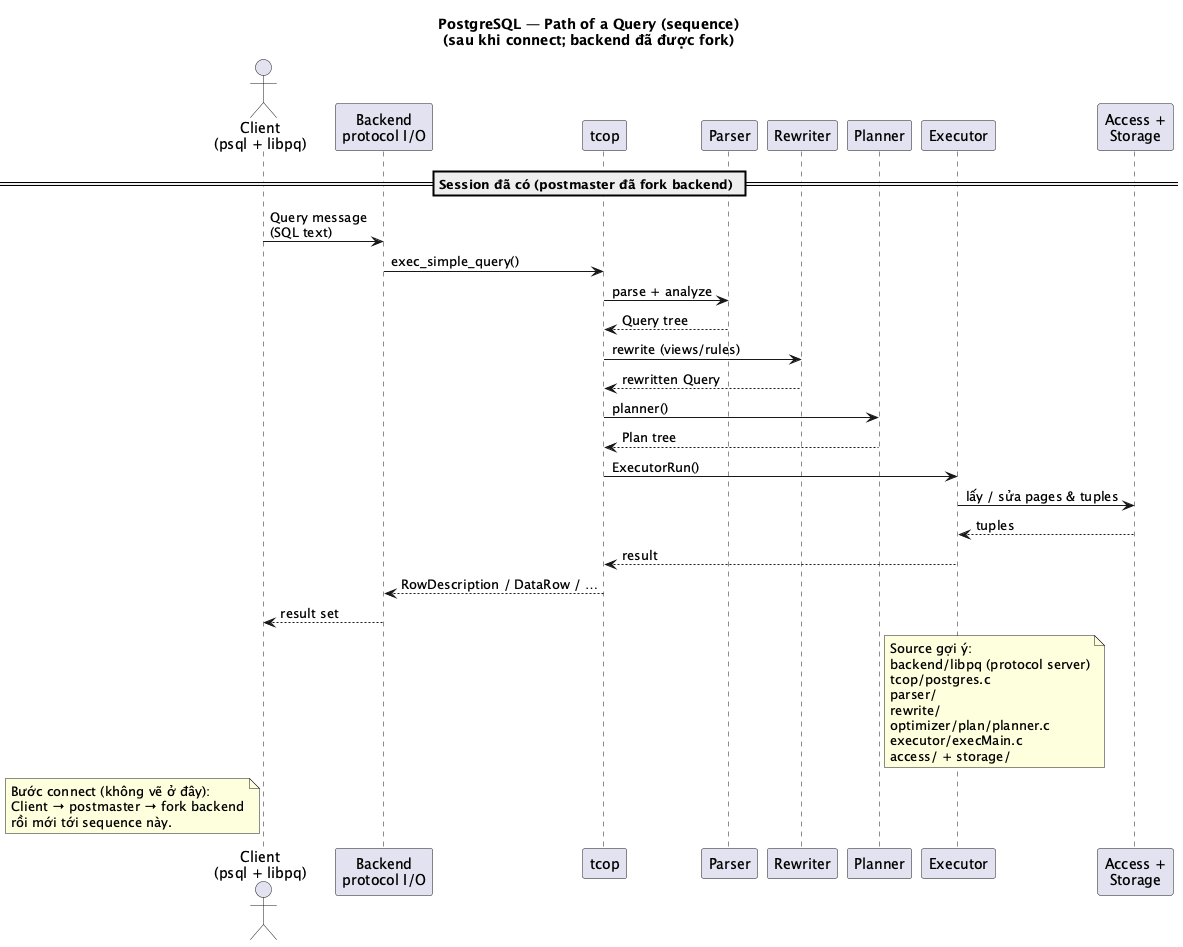 PostgreSQL — Path of a Query (sequence)
(sau khi connect; backend đã được fork)
Client
(psql + libpq)
Backend
protocol I/O
tcop
Parser
Rewriter
Planner
Executor
Access +
Storage
Session đã có (postmaster đã fork backend)
Query message
(SQL text)
exec_simple_query()
parse + analyze
Query tree
rewrite (views/rules)
rewritten Query
planner()
Plan tree
ExecutorRun()
lấy / sửa pages & tuples
tuples
result
RowDescription / DataRow / ...
result set
Source gợi ý:
backend/libpq (protocol server)
tcop/postgres.c
parser/
rewrite/
optimizer/plan/planner.c
executor/execMain.c
access/ + storage/
Bước connect (không vẽ ở đây):
Client → postmaster → fork backend
rồi mới tới sequence này.
Client
(psql + libpq)
Backend
protocol I/O
tcop
Parser
Rewriter
Planner
Executor
Access +
Storage